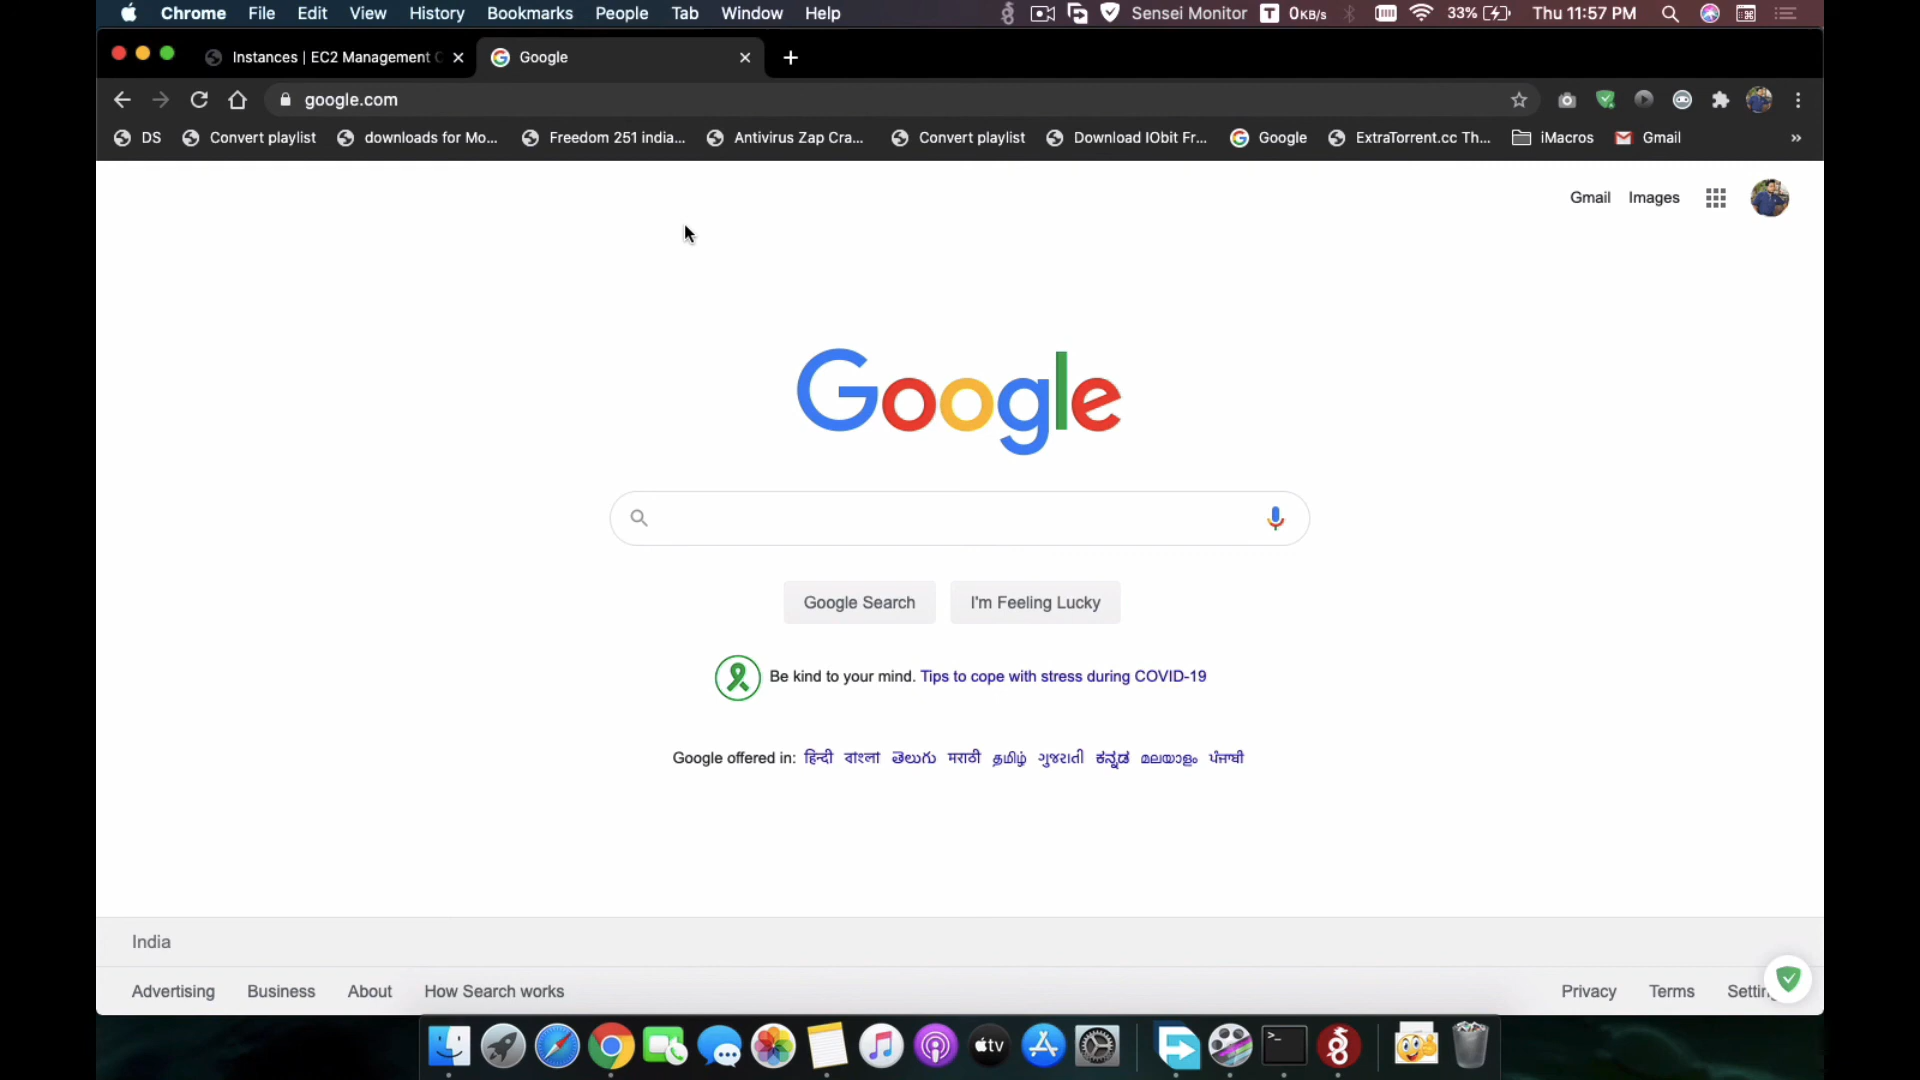 Chrome File Edit View History Bookmarks People Tab Window Help Sensei Monitor T 0KB/s 33% Thu 11:57 PM
Instances | EC2 Management Google
google.com
DS Convert playlist downloads for Mo... Freedom 251 india... Antivirus Zap Cra... Convert playlist Download IObit Fr... Google ExtraTorrent.cc Th... iMacros Gmail »
Gmail Images
Google
Google Search I'm Feeling Lucky
Be kind to your mind. Tips to cope with stress during COVID-19
Google offered in: हिन्दी বাংলা తెలుగు मराठी தமிழ் ગુજરાતી ಕನ್ನಡ മലയാളം ਪੰਜਾਬੀ
India
Advertising Business About How Search works Privacy Terms
tv